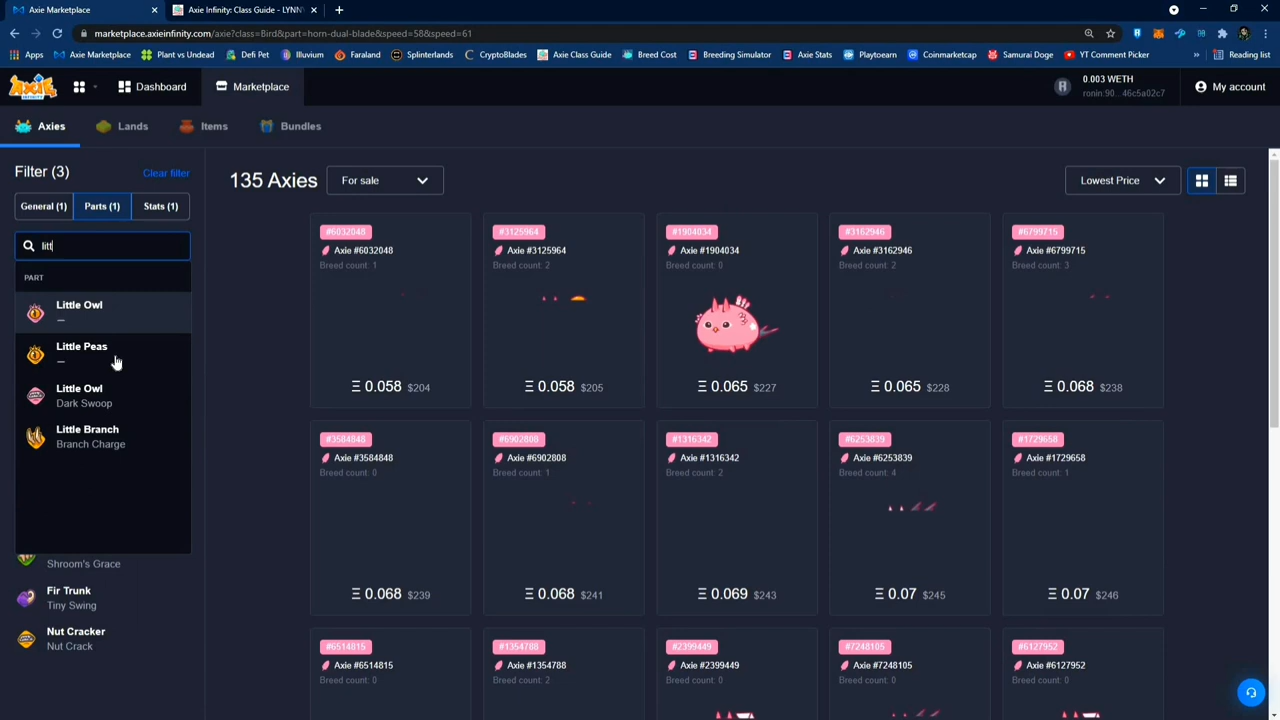 Axie Marketplace
Axie Infinity: Class Guide - LYNN
marketplace.axieinfinity.com/axie?class=Bird&part=horn-dual-blade&speed=58&speed=61
Apps
Axie Marketplace
Plant vs Undead
Defi Pet
Illuvium
Faraland
Splinterlands
CryptoBlades
Axie Class Guide
Breed Cost
Breeding Simulator
Axie Stats
Playtoearn
Coinmarketcap
Samurai Doge
YT Comment Picker
»
Reading list
AXIE
INFINITY
Dashboard
Marketplace
0.003 WETH
ronin:90...46c5a02c7
My account
Axies
Lands
Items
Bundles
Filter (3)
Clear filter
General (1)
Parts (1)
Stats (1)
litt
PART
Little Owl
—
Little Peas
—
Little Owl
Dark Swoop
Little Branch
Branch Charge
Shroom's Grace
Fir Trunk
Tiny Swing
Nut Cracker
Nut Crack
135 Axies
For sale
Lowest Price
#6032048
Axie #6032048
Breed count: 1
Ξ 0.058 $204
#3125964
Axie #3125964
Breed count: 2
Ξ 0.058 $205
#1904034
Axie #1904034
Breed count: 0
Ξ 0.065 $227
#3162946
Axie #3162946
Breed count: 2
Ξ 0.065 $228
#6799715
Axie #6799715
Breed count: 3
Ξ 0.068 $238
#3584848
Axie #3584848
Breed count: 0
Ξ 0.068 $239
#6902808
Axie #6902808
Breed count: 1
Ξ 0.068 $241
#1316342
Axie #1316342
Breed count: 2
Ξ 0.069 $243
#6253839
Axie #6253839
Breed count: 4
Ξ 0.07 $245
#1729658
Axie #1729658
Breed count: 1
Ξ 0.07 $246
#6514815
Axie #6514815
Breed count: 0
#1354788
Axie #1354788
Breed count: 2
#2399449
Axie #2399449
Breed count: 0
#7248105
Axie #7248105
Breed count: 0
#6127952
Axie #6127952
Breed count: 0